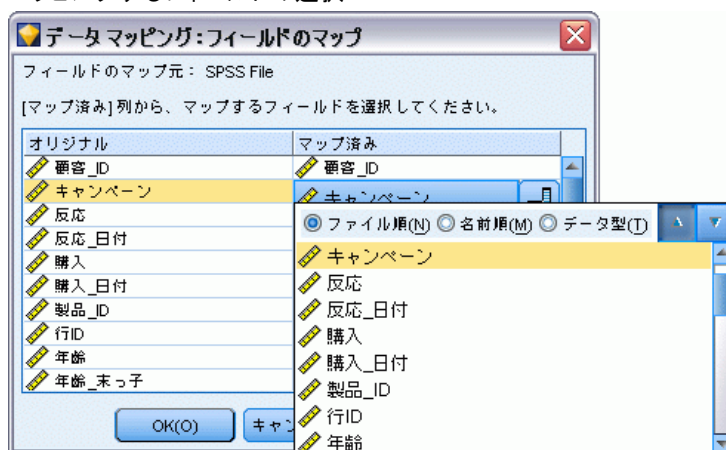 データ マッピング：フィールドのマップ
フィールドのマップ元： SPSS File
[マップ済み] 列から、マップするフィールドを選択してください。
オリジナル マップ済み
顧客_ID 顧客_ID
キャンペーン キャンペーン
反応
反応_日付
購入
購入_日付
製品_ID
行ID
年齢
年齢_末っ子
ファイル順(N) 名前順(M) データ型(T)
キャンペーン
反応
反応_日付
購入
購入_日付
製品_ID
行ID
年齢
OK(O) キャン